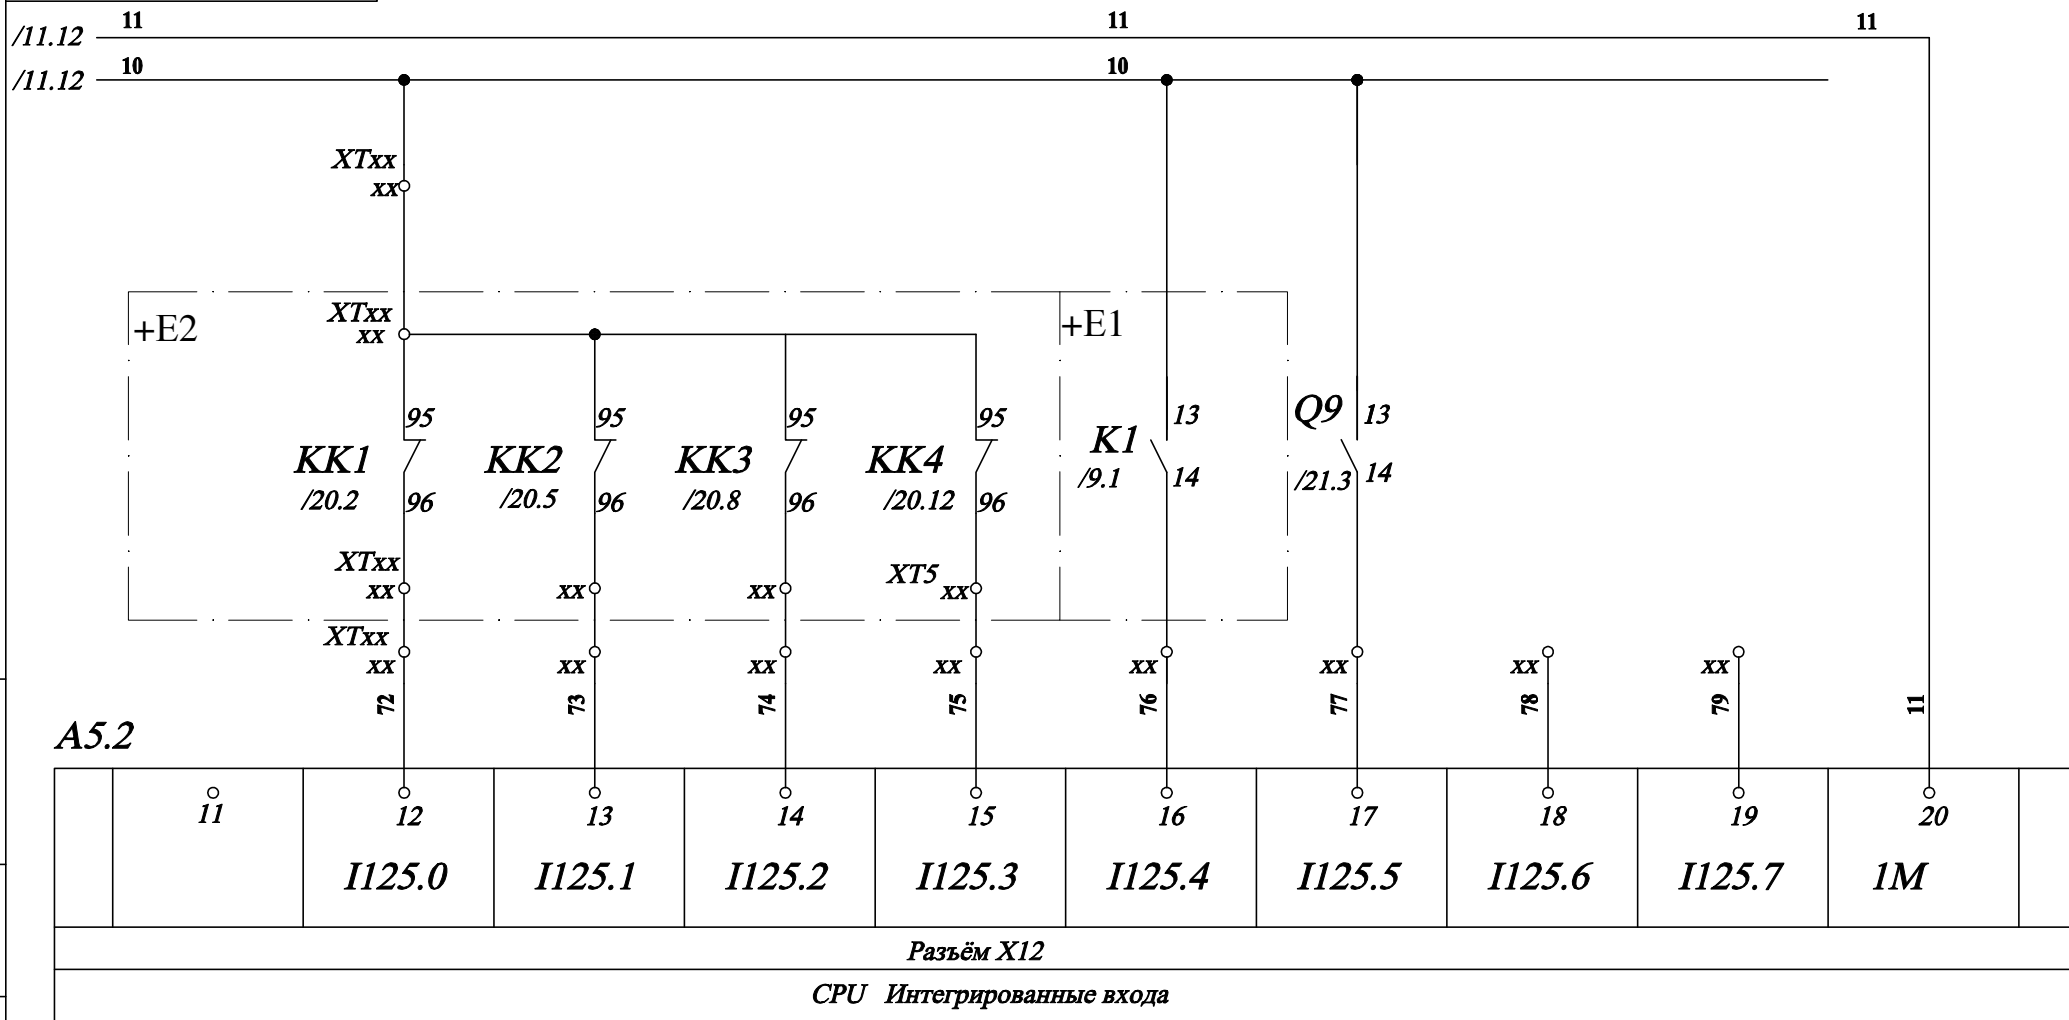 /11.12 11 11 11
/11.12 10 10
XTxx
xx
+E2 XTxx +E1
xx
95 95 95 95 13 Q9 13
KK1 KK2 KK3 KK4 K1
/20.2 /20.5 /20.8 /20.12 /9.1 14 /21.3 14
96 96 96 96
XTxx XT5
xx xx xx xx
XTxx
xx xx xx xx xx xx xx xx
72 73 74 75 76 77 78 79 11
A5.2
11 12 13 14 15 16 17 18 19 20
I125.0 I125.1 I125.2 I125.3 I125.4 I125.5 I125.6 I125.7 1M
Разъём X12
CPU Интегрированные входа